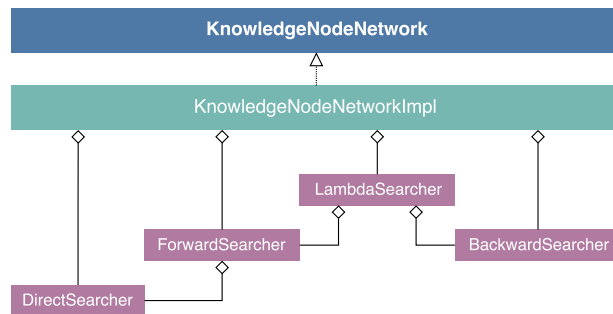 KnowledgeNodeNetwork
KnowledgeNodeNetworkImpl
LambdaSearcher
ForwardSearcher
BackwardSearcher
DirectSearcher